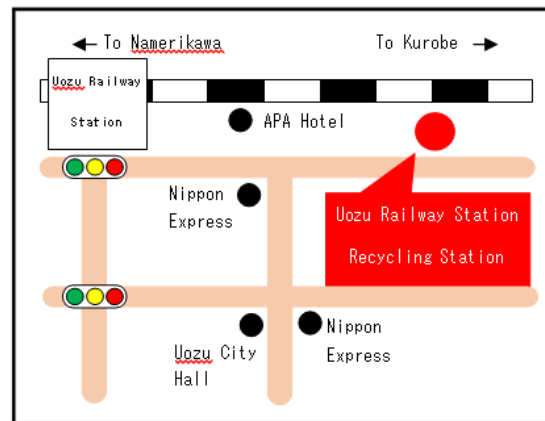 To Namerikawa
To Kurobe
Uozu Railway
Station
APA Hotel
Nippon
Express
Uozu Railway Station
Recycling Station
Uozu City
Hall
Nippon
Express